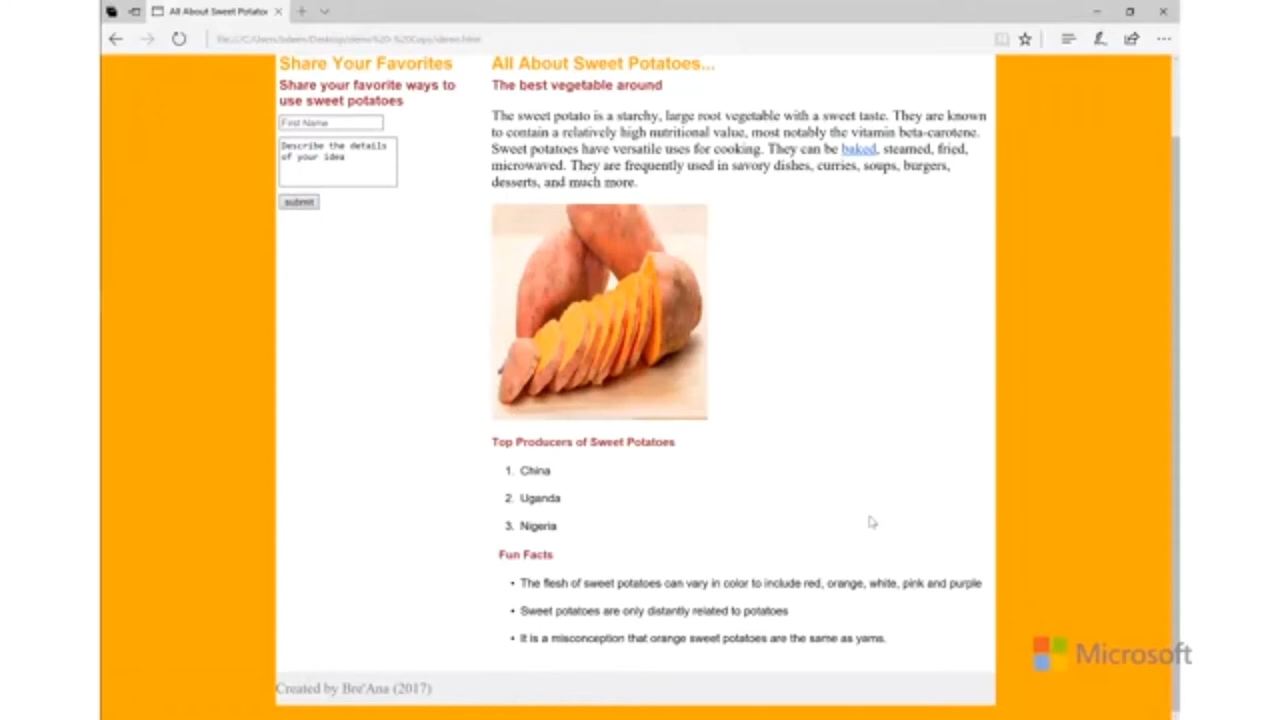 All About Sweet Potatoes
Share Your Favorites
Share your favorite ways to
use sweet potatoes
First Name
Describe the details
of your idea
submit
All About Sweet Potatoes...
The best vegetable around
The sweet potato is a starchy, large root vegetable with a sweet taste. They are known
to contain a relatively high nutritional value, most notably the vitamin beta-carotene.
Sweet potatoes have versatile uses for cooking. They can be baked, steamed, fried,
microwaved. They are frequently used in savory dishes, curries, soups, burgers,
desserts, and much more.
Top Producers of Sweet Potatoes
1. China
2. Uganda
3. Nigeria
Fun Facts
• The flesh of sweet potatoes can vary in color to include red, orange, white, pink and purple
• Sweet potatoes are only distantly related to potatoes
• It is a misconception that orange sweet potatoes are the same as yams.
Microsoft
Created by Bre'Ana (2017)